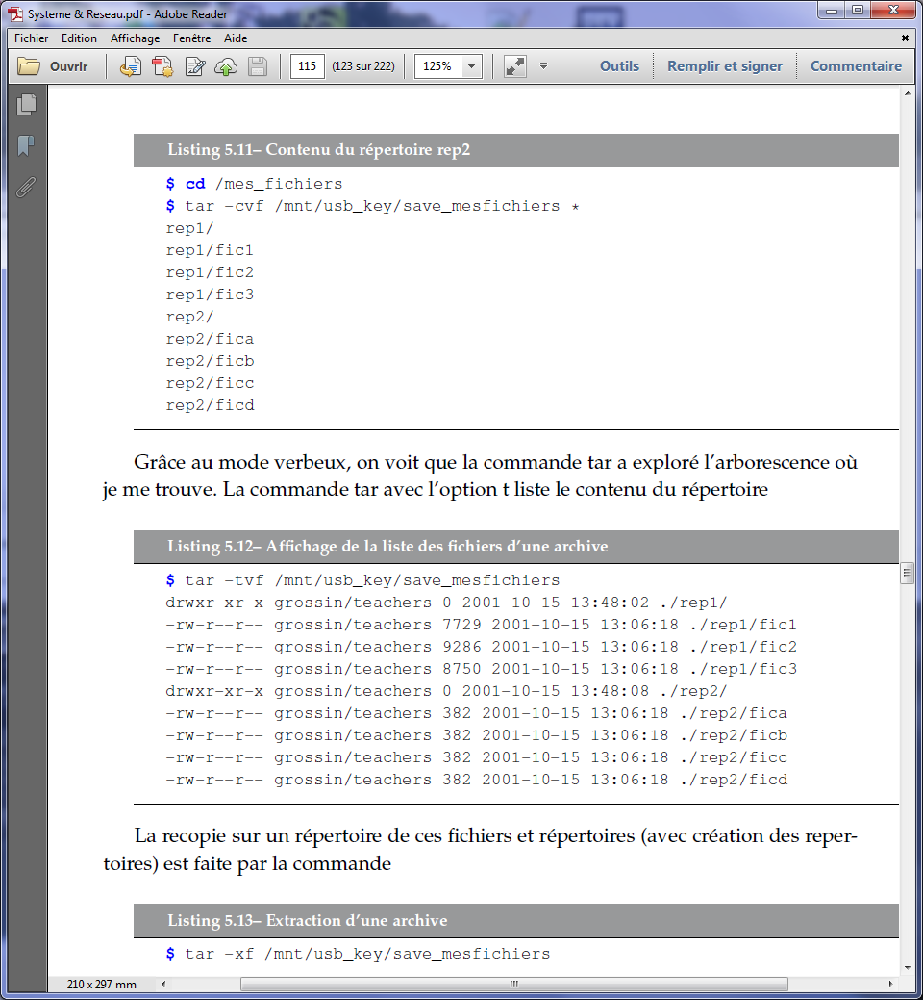 Systeme & Reseau.pdf - Adobe Reader
Fichier Edition Affichage Fenêtre Aide
Ouvrir 115 (123 sur 222) 125% Outils Remplir et signer Commentaire
Listing 5.11– Contenu du répertoire rep2
$ cd /mes_fichiers
$ tar -cvf /mnt/usb_key/save_mesfichiers *
rep1/
rep1/fic1
rep1/fic2
rep1/fic3
rep2/
rep2/fica
rep2/ficb
rep2/ficc
rep2/ficd
Grâce au mode verbeux, on voit que la commande tar a exploré l'arborescence où
je me trouve. La commande tar avec l'option t liste le contenu du répertoire
Listing 5.12– Affichage de la liste des fichiers d'une archive
$ tar -tvf /mnt/usb_key/save_mesfichiers
drwxr-xr-x grossin/teachers 0 2001-10-15 13:48:02 ./rep1/
-rw-r--r-- grossin/teachers 7729 2001-10-15 13:06:18 ./rep1/fic1
-rw-r--r-- grossin/teachers 9286 2001-10-15 13:06:18 ./rep1/fic2
-rw-r--r-- grossin/teachers 8750 2001-10-15 13:06:18 ./rep1/fic3
drwxr-xr-x grossin/teachers 0 2001-10-15 13:48:08 ./rep2/
-rw-r--r-- grossin/teachers 382 2001-10-15 13:06:18 ./rep2/fica
-rw-r--r-- grossin/teachers 382 2001-10-15 13:06:18 ./rep2/ficb
-rw-r--r-- grossin/teachers 382 2001-10-15 13:06:18 ./rep2/ficc
-rw-r--r-- grossin/teachers 382 2001-10-15 13:06:18 ./rep2/ficd
La recopie sur un répertoire de ces fichiers et répertoires (avec création des reper-
toires) est faite par la commande
Listing 5.13– Extraction d'une archive
$ tar -xf /mnt/usb_key/save_mesfichiers
210 x 297 mm